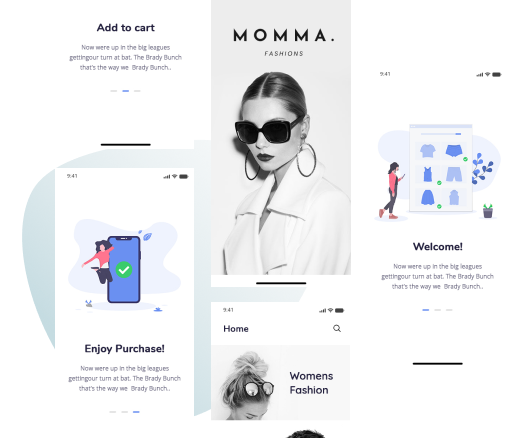 Add to cart
Now were up in the big leagues
gettingour turn at bat. The Brady Bunch
that's the way we Brady Bunch..
9:41
Enjoy Purchase!
Now were up in the big leagues
gettingour turn at bat. The Brady Bunch
that's the way we Brady Bunch..
MOMMA.
FASHIONS
9:41
Home
Womens
Fashion
9:41
Welcome!
Now were up in the big leagues
gettingour turn at bat. The Brady Bunch
that's the way we Brady Bunch..